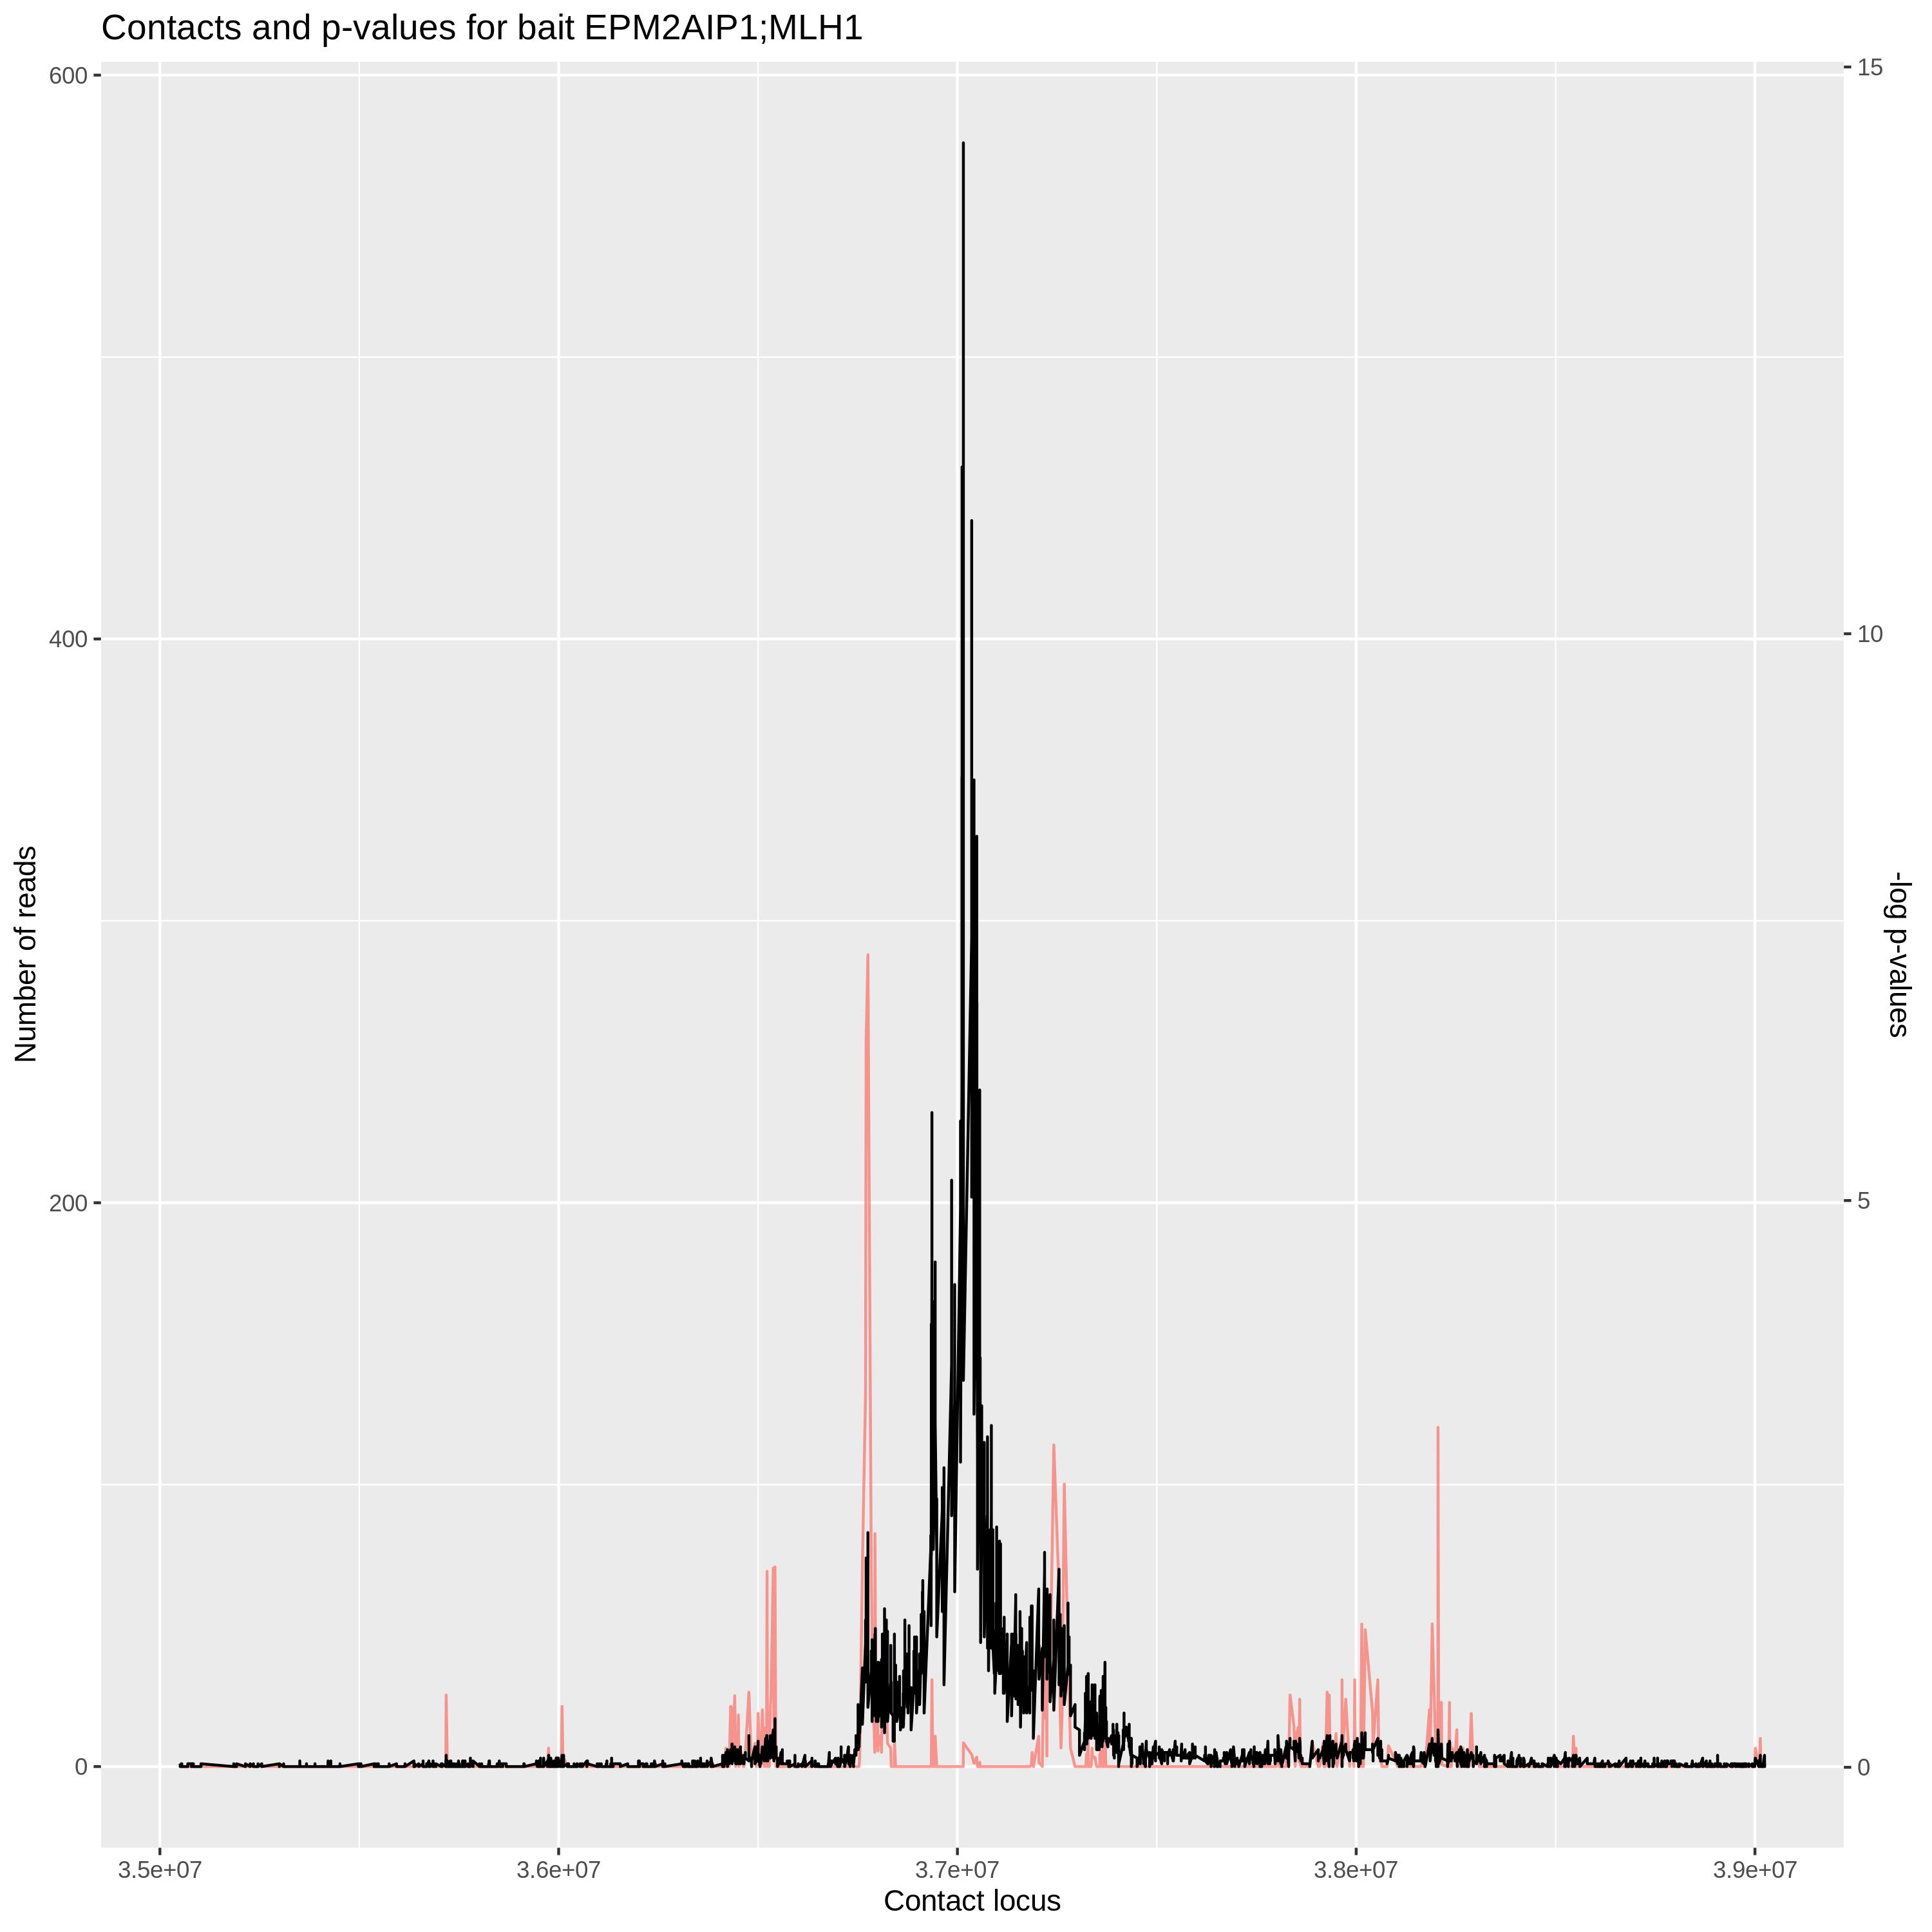 Contacts and p-values for bait EPM2AIP1;MLH1
600
400
200
0
15
10
5
0
Number of reads
-log p-values
3.5e+07
3.6e+07
3.7e+07
3.8e+07
3.9e+07
Contact locus